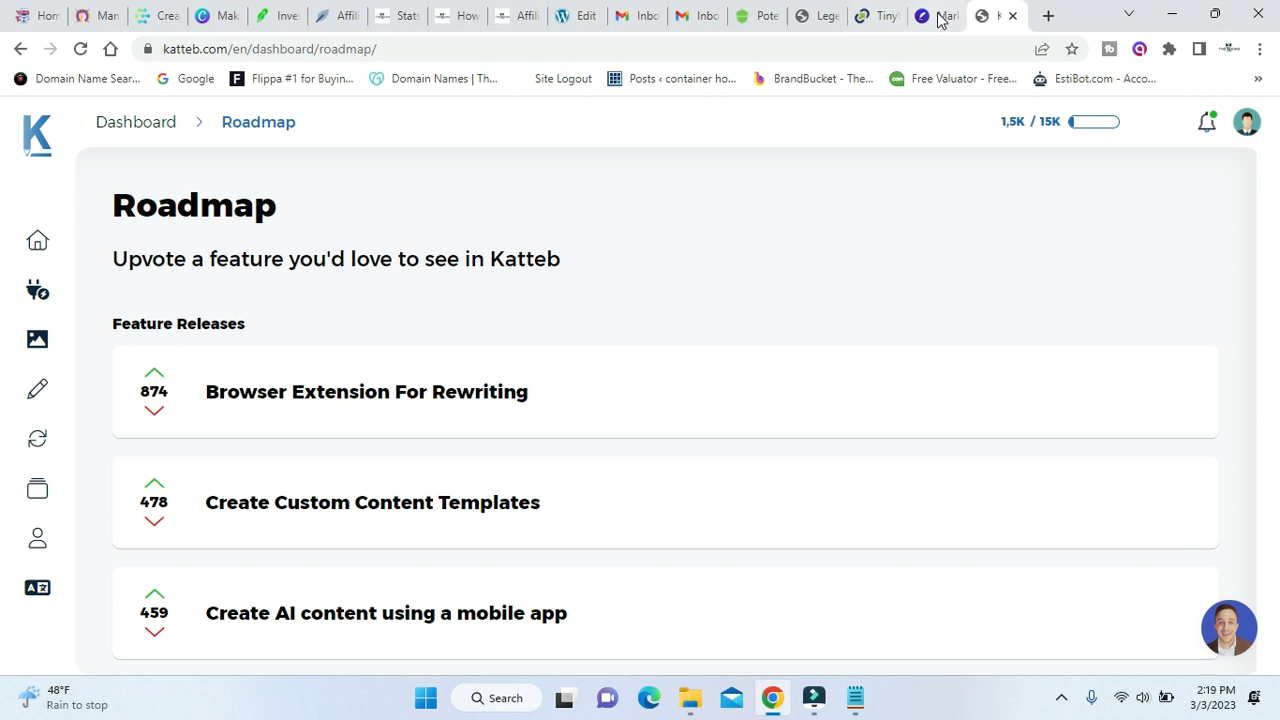 Hor
Man
Crea
Mak
Inve
Affili
Stats
How
Affil
Edit
Inbo
Inbo
Pote
Leg
Tiny
Mark
K
katteb.com/en/dashboard/roadmap/
Domain Name Sear...
Google
Flippa #1 for Buyin...
Domain Names | Th...
Site Logout
Posts ‹ container ho...
BrandBucket - The...
Free Valuator - Free...
EstiBot.com - Acco...
»
Dashboard > Roadmap
1,5K / 15K
Roadmap
Upvote a feature you'd love to see in Katteb
Feature Releases
874
Browser Extension For Rewriting
478
Create Custom Content Templates
459
Create AI content using a mobile app
48°F
Rain to stop
Search
2:19 PM
3/3/2023